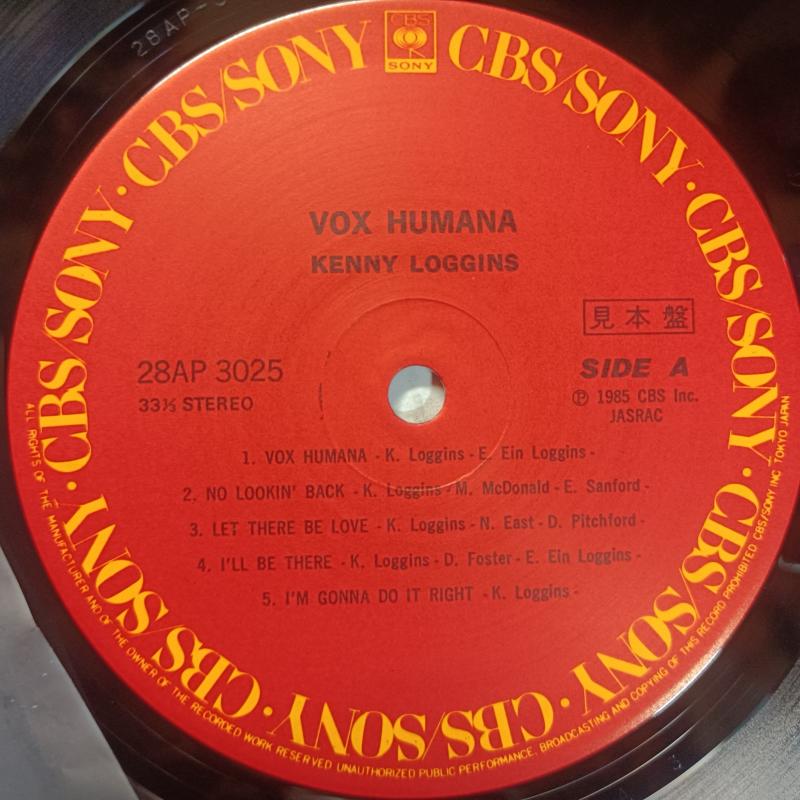 28AP-
CBS
SONY
CBS/SONY · CBS/SONY · CBS/SONY · CBS/SONY · CBS/SONY · CBS/SONY · CBS/SONY · CBS/SONY · CBS/SONY
VOX HUMANA
KENNY LOGGINS
見本盤
28AP 3025
SIDE A
33⅓ STEREO
Ⓟ 1985 CBS Inc.
JASRAC
1. VOX HUMANA - K. Loggins - E. Ein Loggins -
2. NO LOOKIN' BACK - K. Loggins - M. McDonald - E. Sanford -
3. LET THERE BE LOVE - K. Loggins - N. East - D. Pitchford -
4. I'LL BE THERE - K. Loggins - D. Foster - E. Ein Loggins -
5. I'M GONNA DO IT RIGHT - K. Loggins -
ALL RIGHTS OF THE MANUFACTURER AND OF THE OWNER OF THE RECORDED WORK RESERVED UNAUTHORIZED PUBLIC PERFORMANCE, BROADCASTING AND COPYING OF THIS RECORD PROHIBITED CBS/SONY INC TOKYO JAPAN